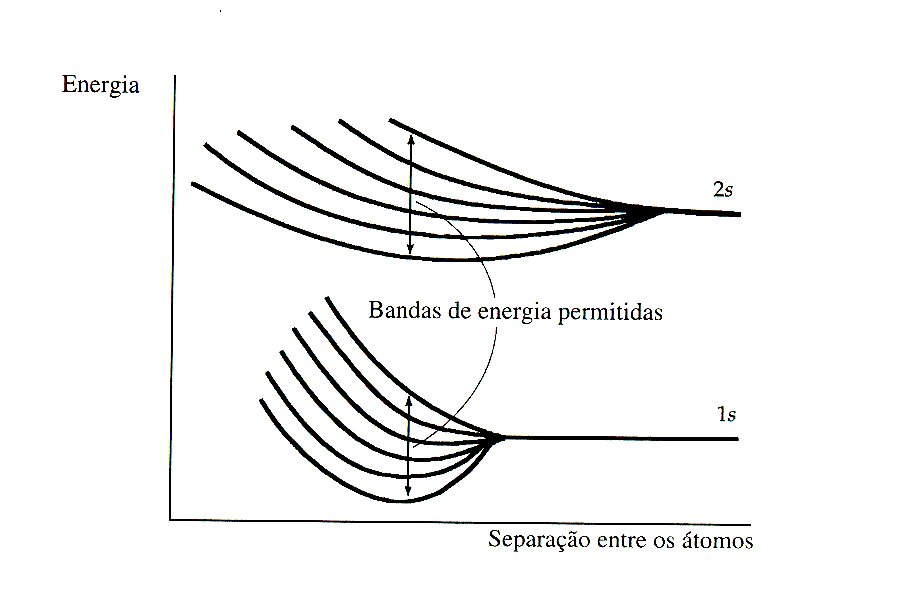 Energia
2s
Bandas de energia permitidas
1s
Separação entre os átomos